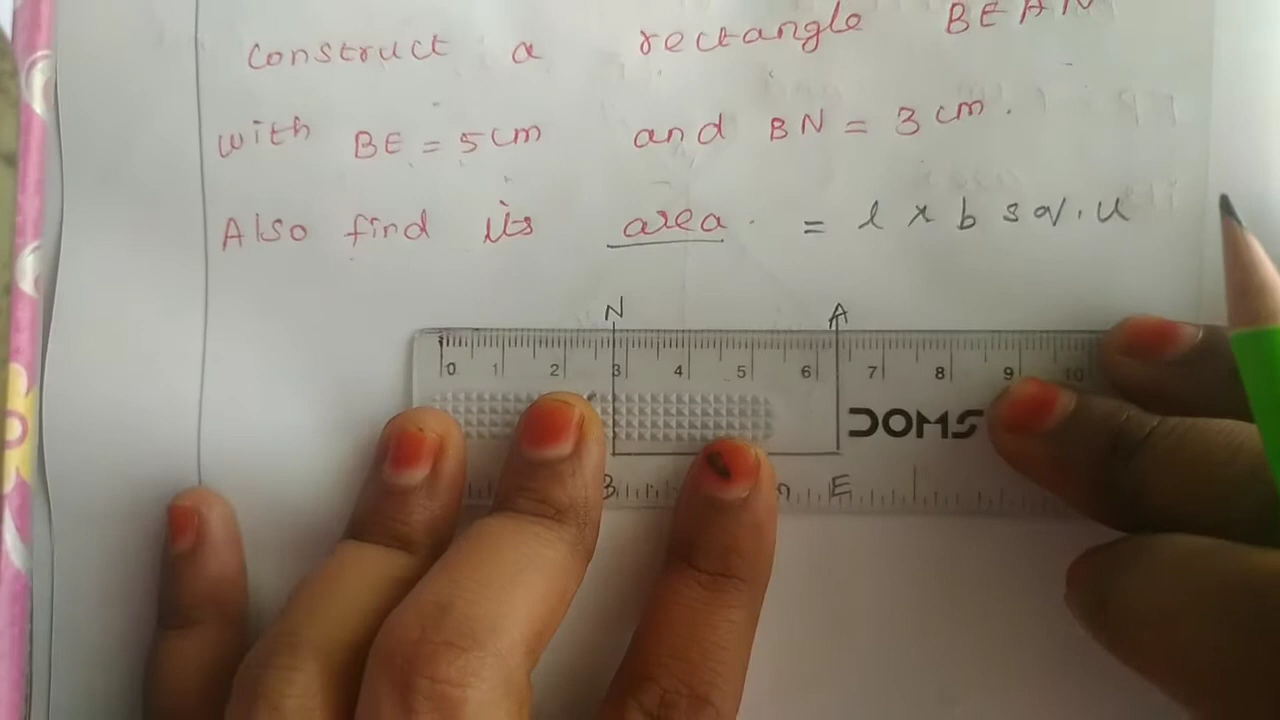 construct a rectangle BEAN
with BE = 5cm and BN = 3 cm.
Also find its area. = l x b sq.u
N A
0 1 2 3 4 5 6 7 8 9 10
DOMS
B E